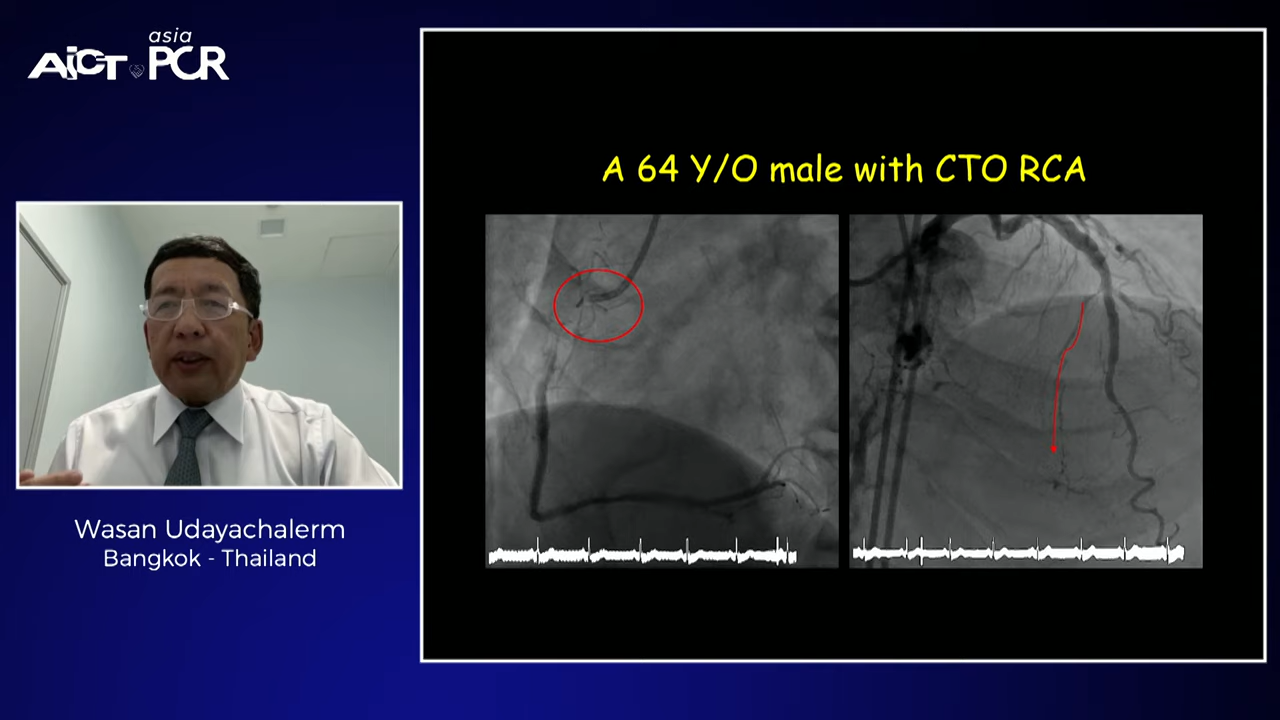 asia
AICT PCR
A 64 Y/O male with CTO RCA
Wasan Udayachalerm
Bangkok - Thailand